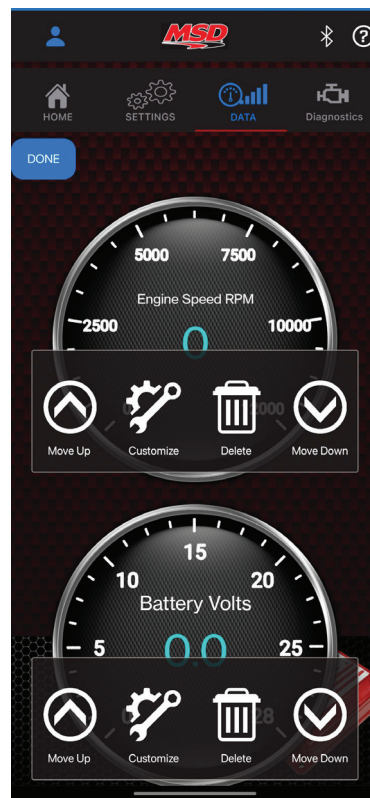 MSD
?
HOME
SETTINGS
DATA
Diagnostics
DONE
5000
7500
Engine Speed RPM
2500
10000
0
Move Up
Customize
Delete
Move Down
15
10
20
Battery Volts
5
0.0
25
28
Move Up
Customize
Delete
Move Down